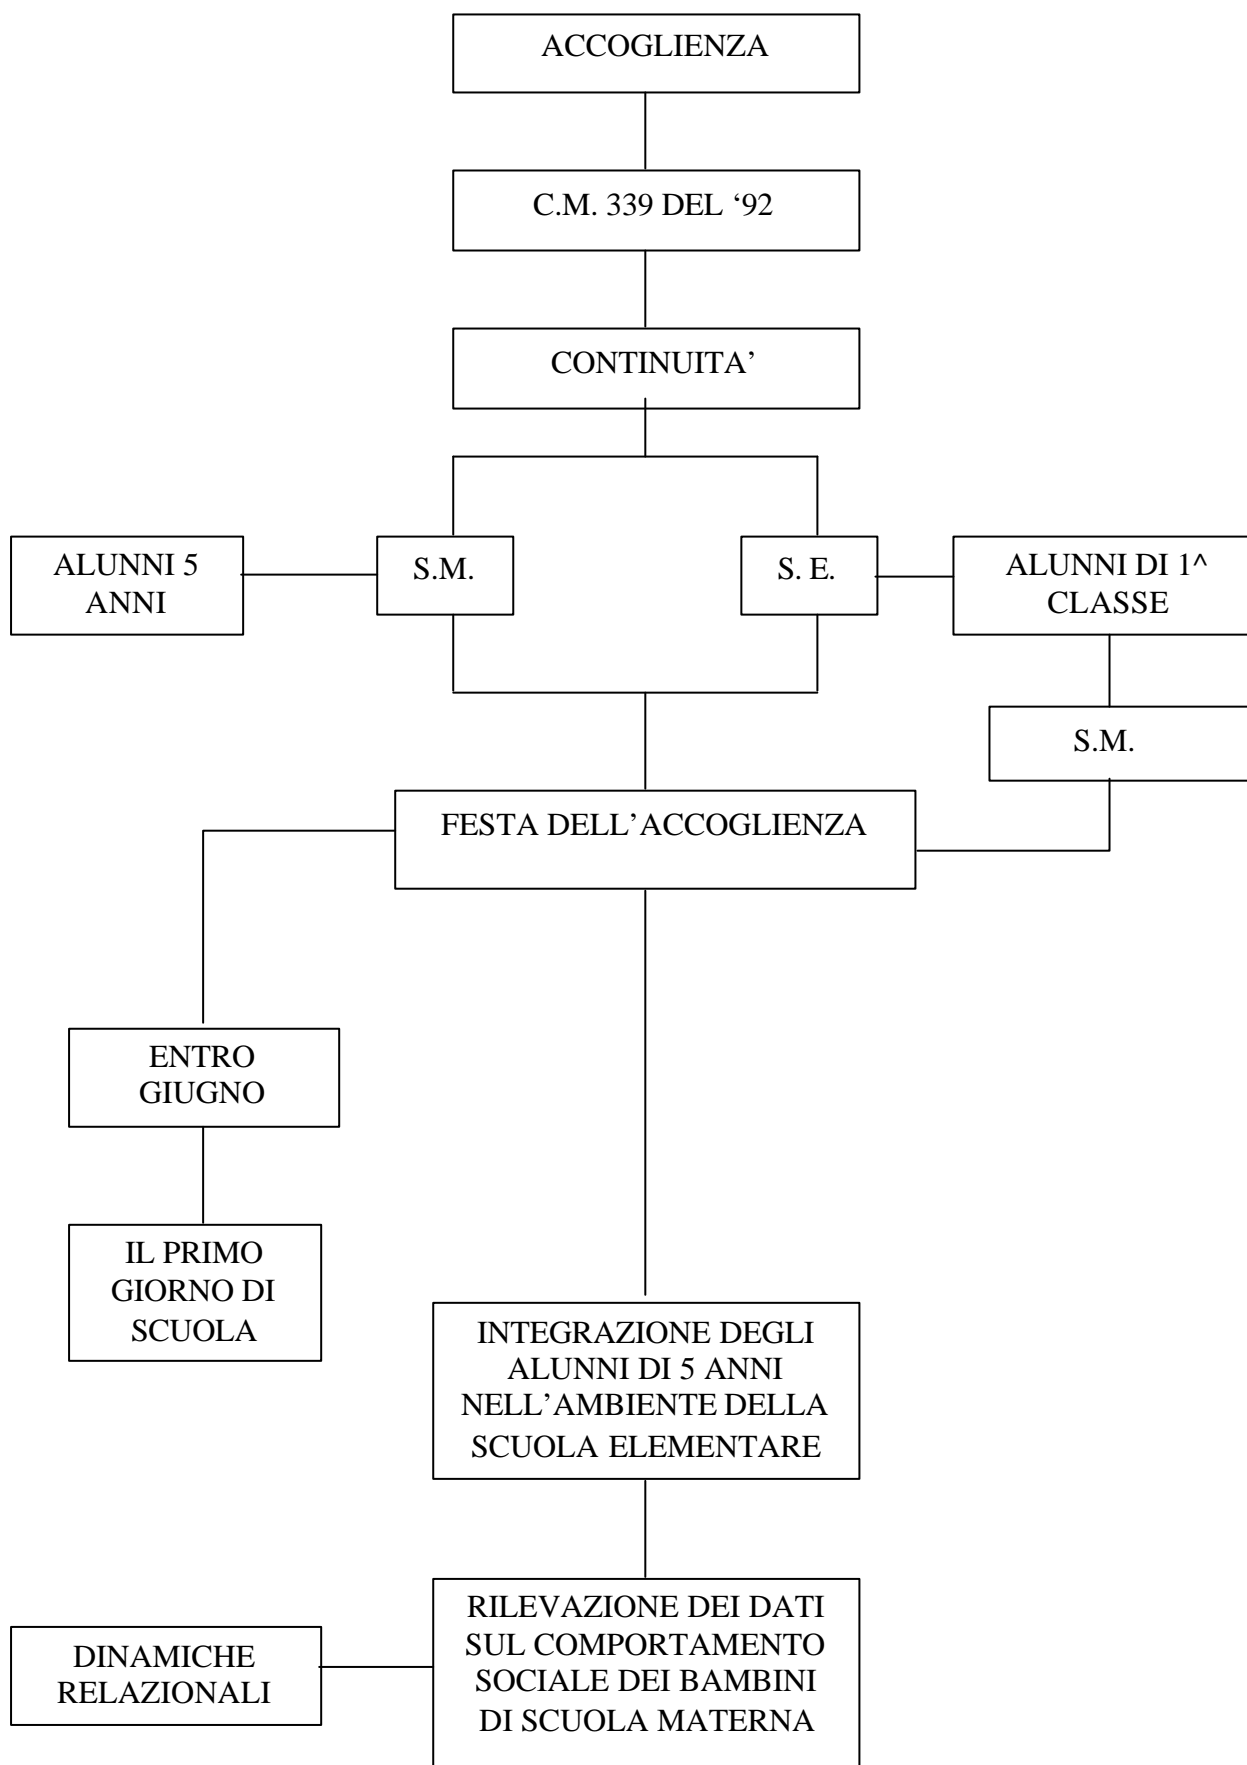 ACCOGLIENZA
C.M. 339 DEL ‘92
CONTINUITA’
ALUNNI 5
ANNI
S.M.
S. E.
ALUNNI DI 1^
CLASSE
S.M.
FESTA DELL’ACCOGLIENZA
ENTRO
GIUGNO
IL PRIMO
GIORNO DI
SCUOLA
INTEGRAZIONE DEGLI
ALUNNI DI 5 ANNI
NELL’AMBIENTE DELLA
SCUOLA ELEMENTARE
DINAMICHE
RELAZIONALI
RILEVAZIONE DEI DATI
SUL COMPORTAMENTO
SOCIALE DEI BAMBINI
DI SCUOLA MATERNA